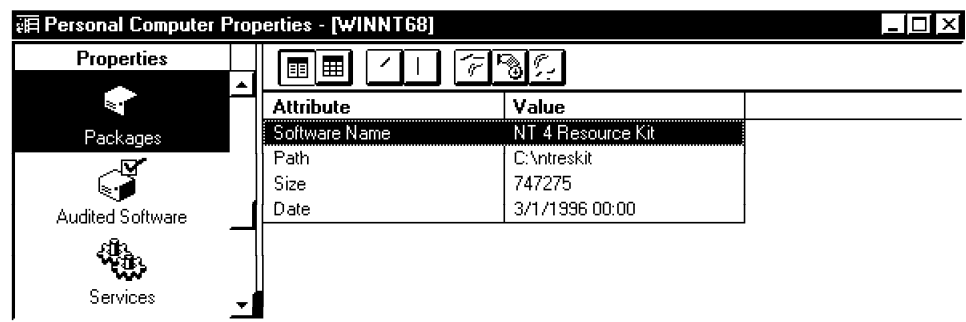 Personal Computer Properties - [WINNT68]
Properties
Packages
Audited Software
Services
Attribute Value
Software Name NT 4 Resource Kit
Path C:\ntreskit
Size 747275
Date 3/1/1996 00:00